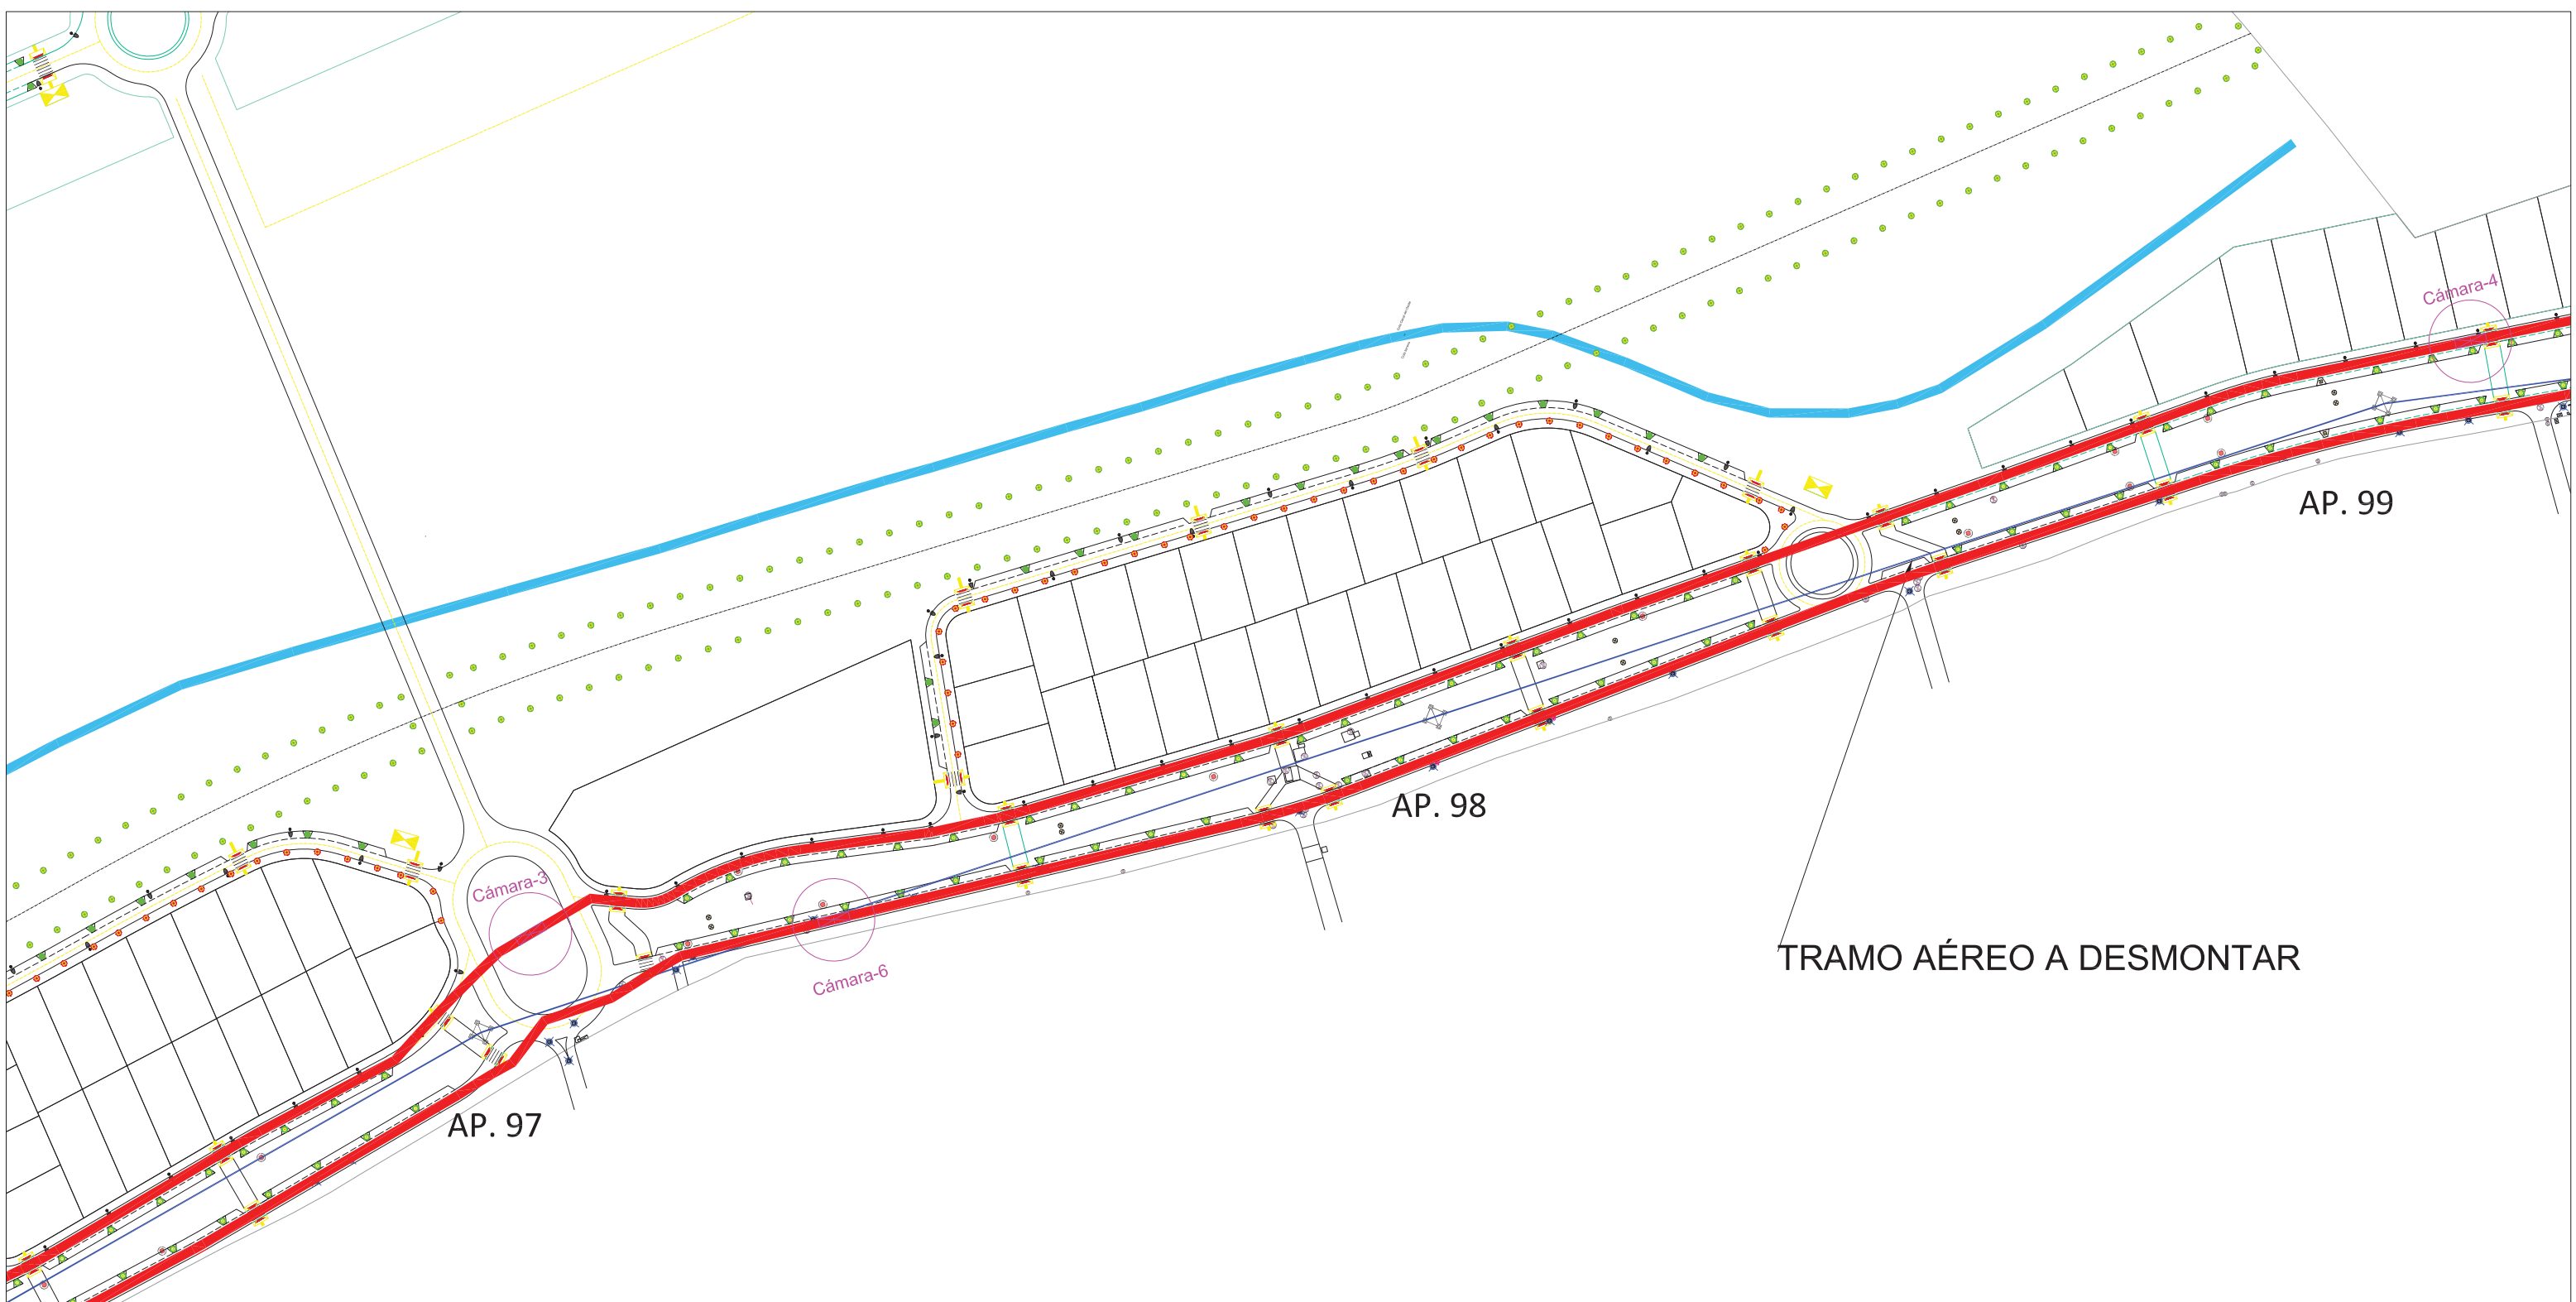 Cámara-4
AP. 99
AP. 98
Cámara-3
Cámara-6
TRAMO AÉREO A DESMONTAR
AP. 97